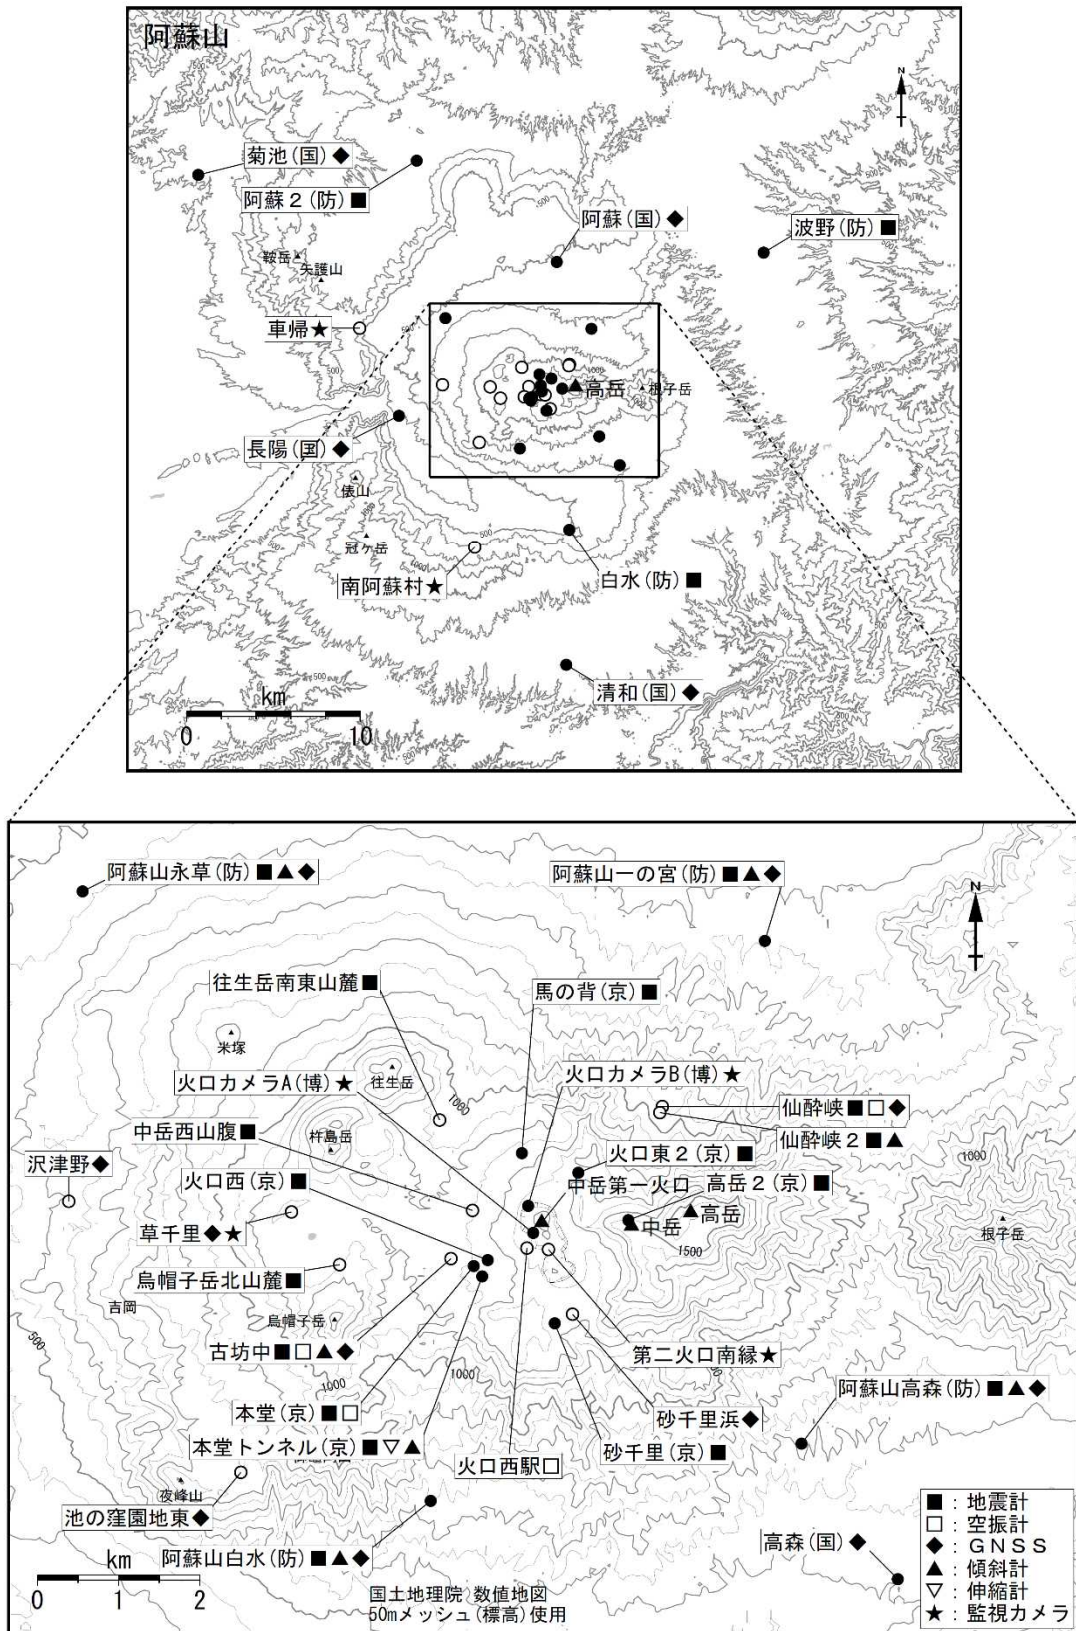 阿蘇山
N
菊池(国)◆
阿蘇2(防)■
阿蘇(国)◆
波野(防)■
鞍岳
矢護山
車帰★
高岳
根子岳
長陽(国)◆
俵山
冠ケ岳
南阿蘇村★
白水(防)■
清和(国)◆
km
0 10
阿蘇山永草(防)■▲◆
阿蘇山一の宮(防)■▲◆
N
往生岳南東山麓■
馬の背(京)■
米塚
往生岳
火口カメラA(博)★
火口カメラB(博)★
1000
仙酔峡■□◆
中岳西山腹■
杵島岳
仙酔峡2■▲
沢津野◆
火口西(京)■
火口東2(京)■
1000
中岳第一火口
高岳2(京)■
草千里◆★
中岳
高岳
根子岳
1500
烏帽子岳北山麓■
吉岡
烏帽子岳
500
古坊中■□▲◆
第二火口南縁★
1000
1000
阿蘇山高森(防)■▲◆
本堂(京)■□
砂千里浜◆
本堂トンネル(京)■▽▲
火口西駅□
砂千里(京)■
夜峰山
池の窪園地東◆
阿蘇山白水(防)■▲◆
高森(国)◆
km
0 1 2
国土地理院 数値地図
50mメッシュ(標高)使用
■:地震計
□:空振計
◆:GNSS
▲:傾斜計
▽:伸縮計
★:監視カメラ